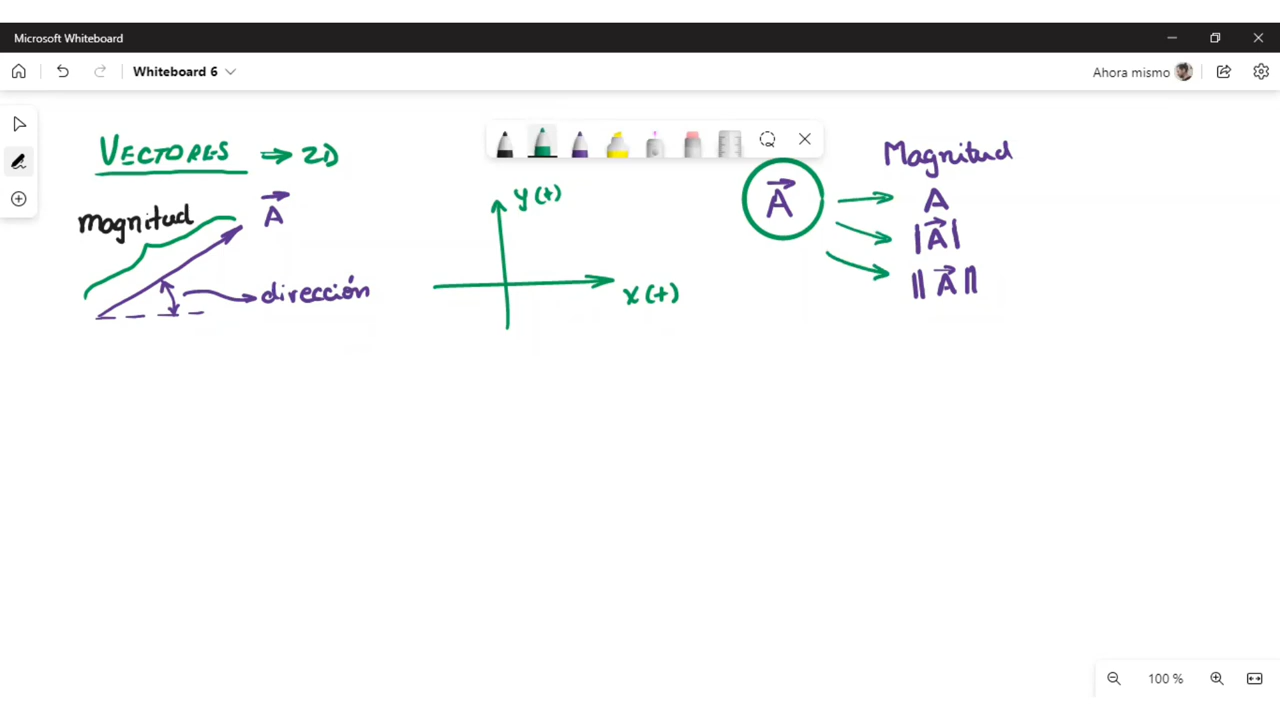 Microsoft Whiteboard
Whiteboard 6
Ahora mismo
VECTORES ⇒ 2D
magnitud
A⃗
dirección
y (+)
x (+)
A⃗
Magnitud
A
|A⃗|
||A⃗||
100 %